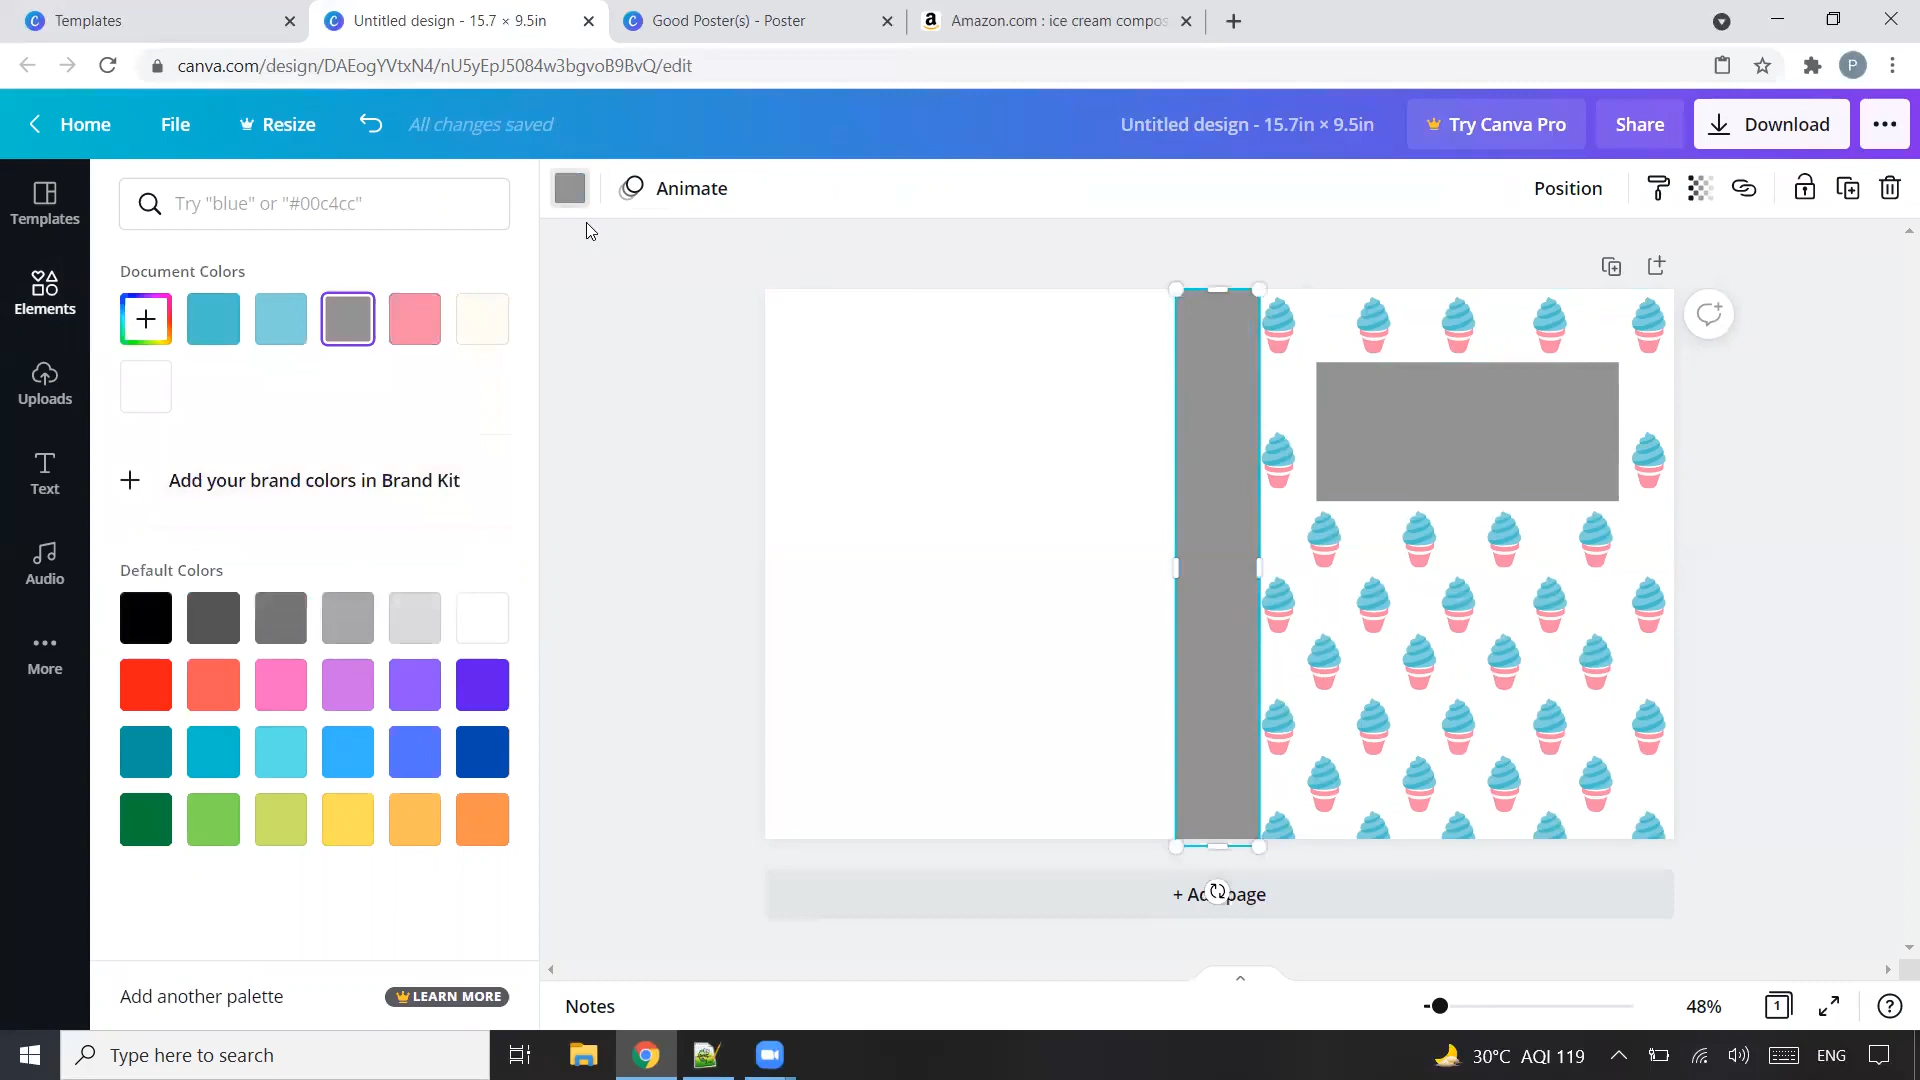 Templates
Untitled design - 15.7 × 9.5in
Good Poster(s) - Poster
Amazon.com : ice cream compos
canva.com/design/DAEogYVtxN4/nU5yEpJ5084w3bgvoB9BvQ/edit
P
Home
File
Resize
All changes saved
Untitled design - 15.7in × 9.5in
Try Canva Pro
Share
Download
Templates
Elements
Uploads
Text
Audio
More
Try "blue" or "#00c4cc"
Document Colors
Add your brand colors in Brand Kit
Default Colors
Add another palette
LEARN MORE
Animate
Position
+ Ad page
Notes
48%
1
Type here to search
30°C AQI 119
ENG